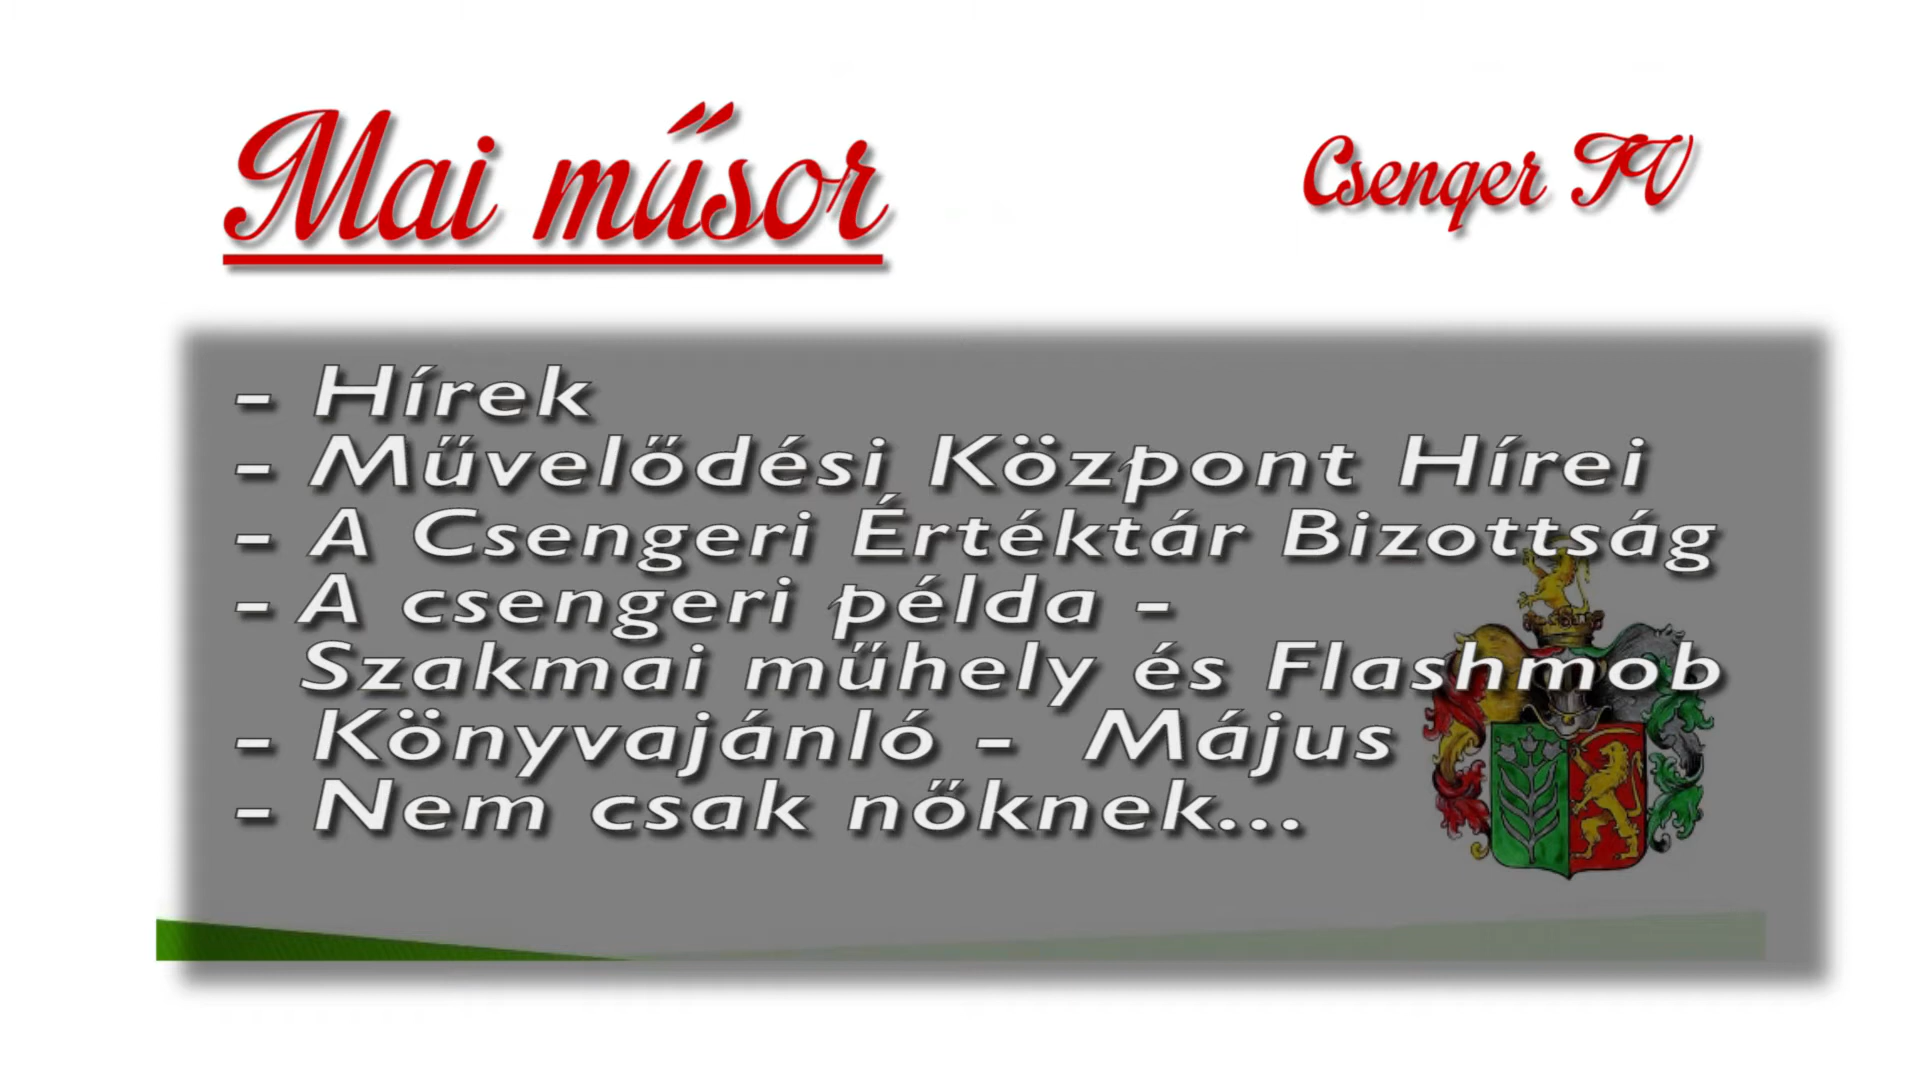 Mai műsor
Csenger TV
- Hírek
- Művelődési Központ Hírei
- A Csengeri Értéktár Bizottság
- A csengeri példa -
Szakmai műhely és Flashmob
- Könyvajánló - Május
- Nem csak nőknek...